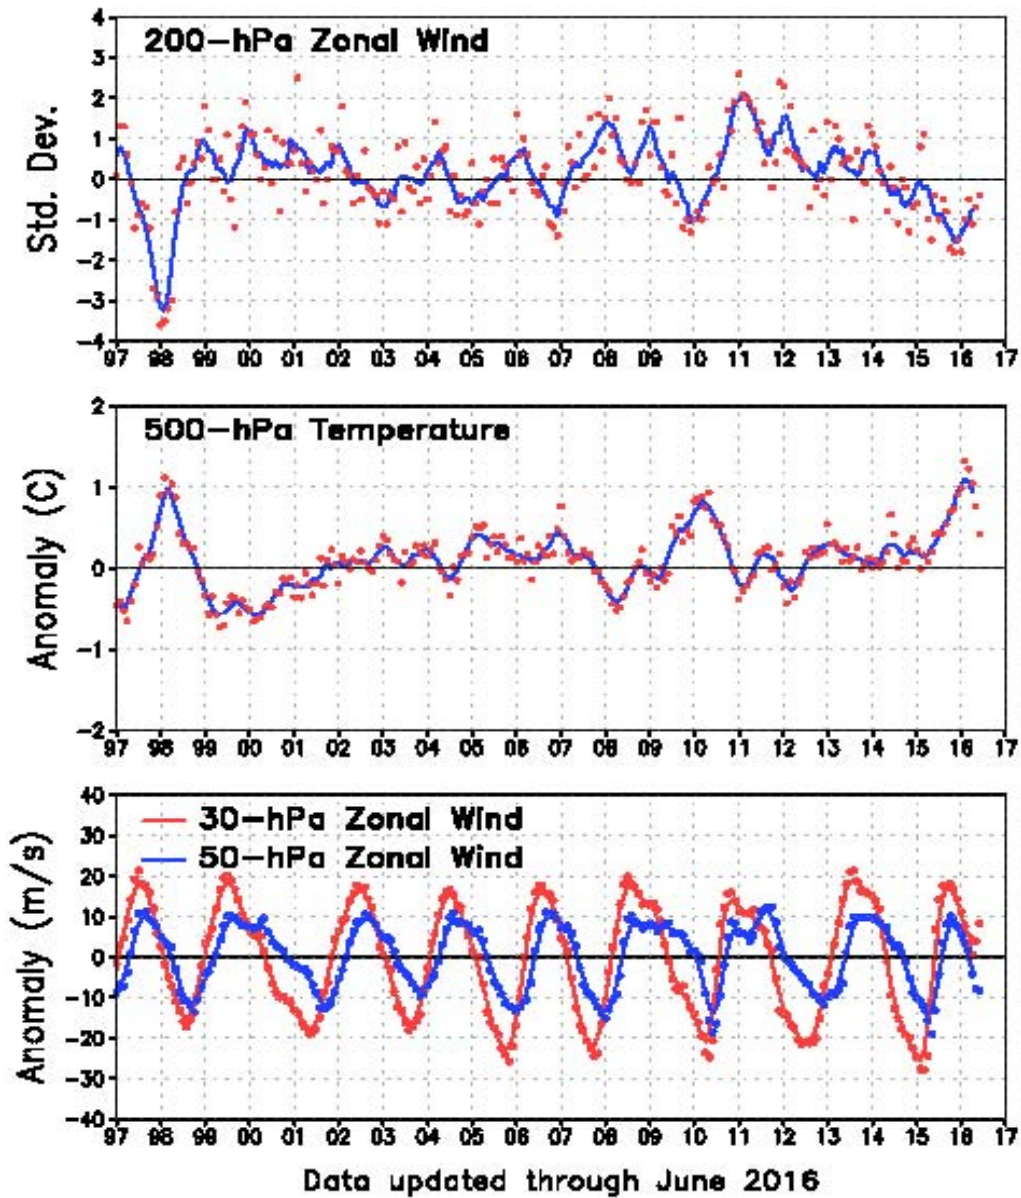 200-hPa Zonal Wind
Std. Dev.
4
3
2
1
0
-1
-2
-3
-4
97 98 99 00 01 02 03 04 05 06 07 08 09 10 11 12 13 14 15 16 17
500-hPa Temperature
Anomaly (C)
2
1
0
-1
-2
97 98 99 00 01 02 03 04 05 06 07 08 09 10 11 12 13 14 15 16 17
30-hPa Zonal Wind
50-hPa Zonal Wind
Anomaly (m/s)
40
30
20
10
0
-10
-20
-30
-40
97 98 99 00 01 02 03 04 05 06 07 08 09 10 11 12 13 14 15 16 17
Data updated through June 2016